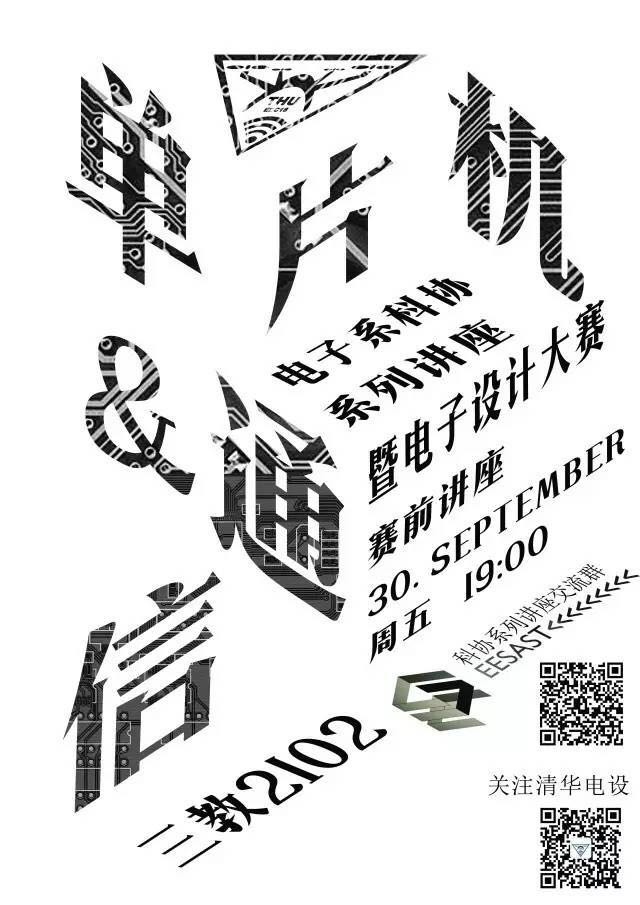 THU
单片机
&通
信
电子系科协
系列讲座
暨电子设计大赛
赛前讲座
30. SEPTEMBER
周五 19:00
科协系列讲座交流群
EESAST
三教2102
关注清华电设